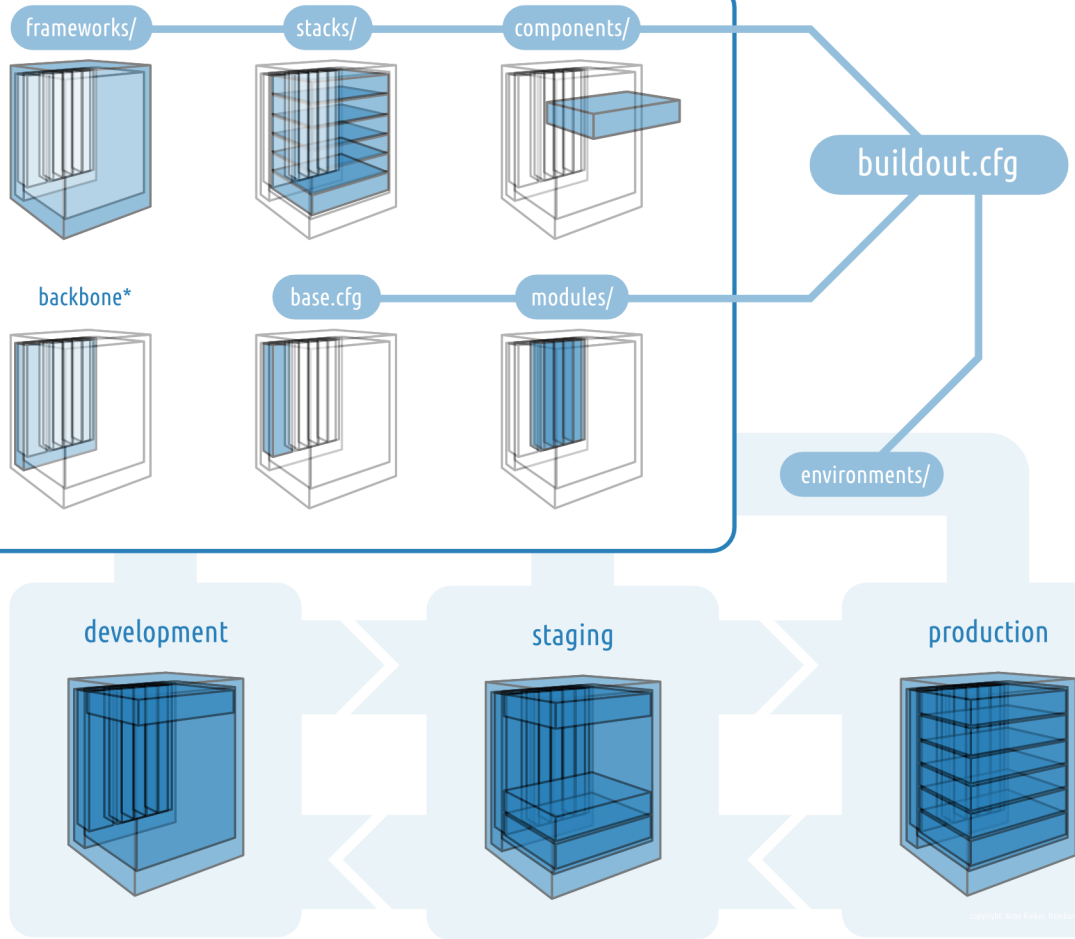 frameworks/
stacks/
components/
buildout.cfg
backbone*
base.cfg
modules/
environments/
development
staging
production